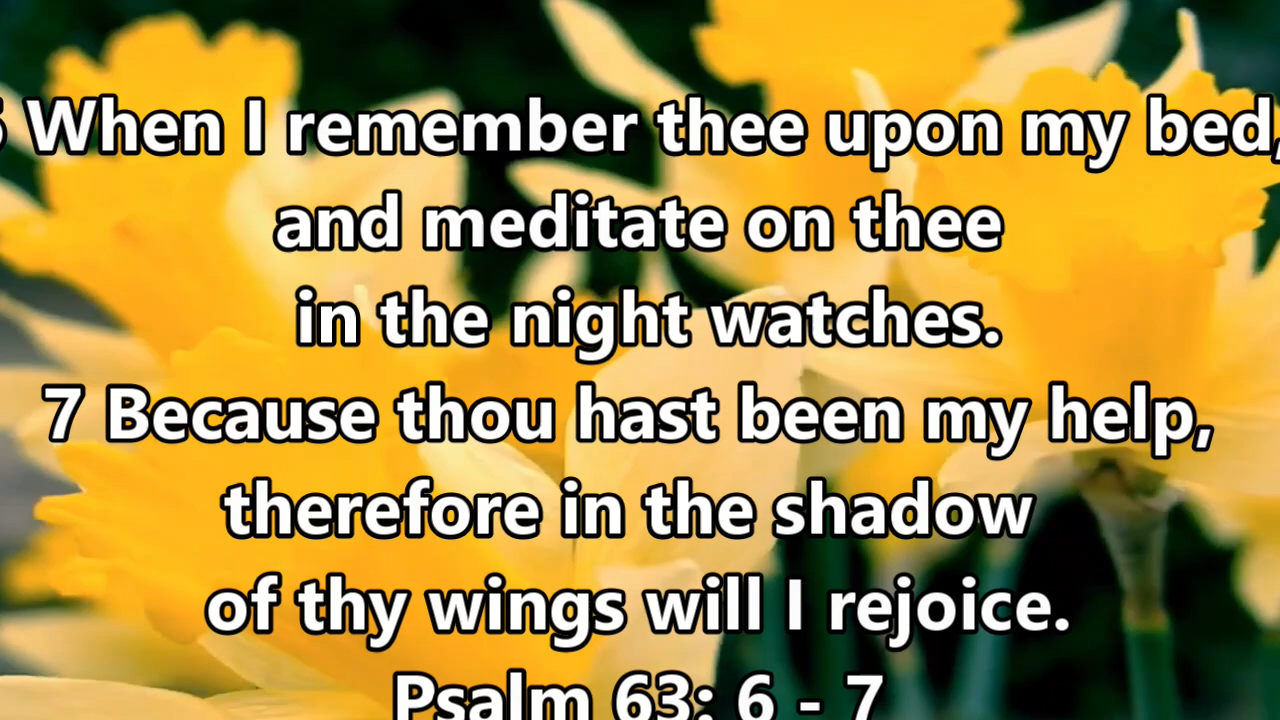 6 When I remember thee upon my bed,
and meditate on thee
in the night watches.
7 Because thou hast been my help,
therefore in the shadow
of thy wings will I rejoice.
Psalm 63: 6 - 7